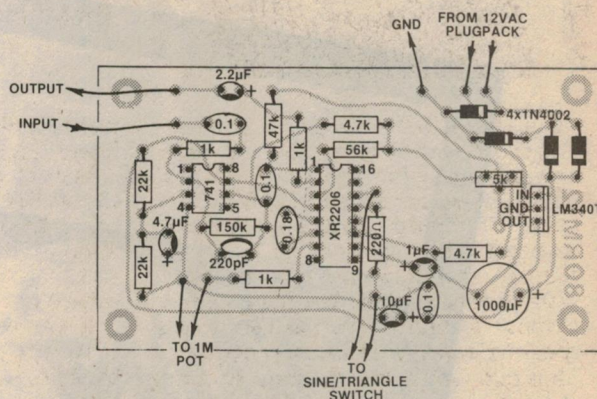 GND
FROM 12VAC
PLUGPACK
OUTPUT
INPUT
2.2µF
+
0.1
47k
4.7k
4x1N4002
1k
1k
56k
22k
1
8
741
4
5
0.1
1
16
XR2206
8
9
5k
IN
GND
OUT
LM340T
4.7µF
+
150k
0.18
220Ω
220pF
1µF
+
4.7k
22k
1k
10µF
+
0.1
1000µF
+
80RM12
TO 1M
POT
TO
SINE/TRIANGLE
SWITCH